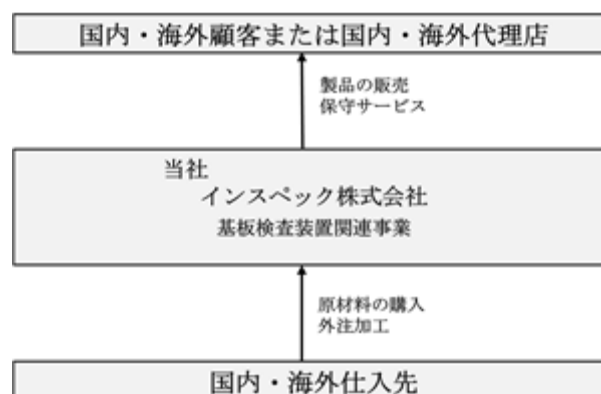 国内・海外顧客または国内・海外代理店
製品の販売
保守サービス
当社
インスペック株式会社
基板検査装置関連事業
原材料の購入
外注加工
国内・海外仕入先